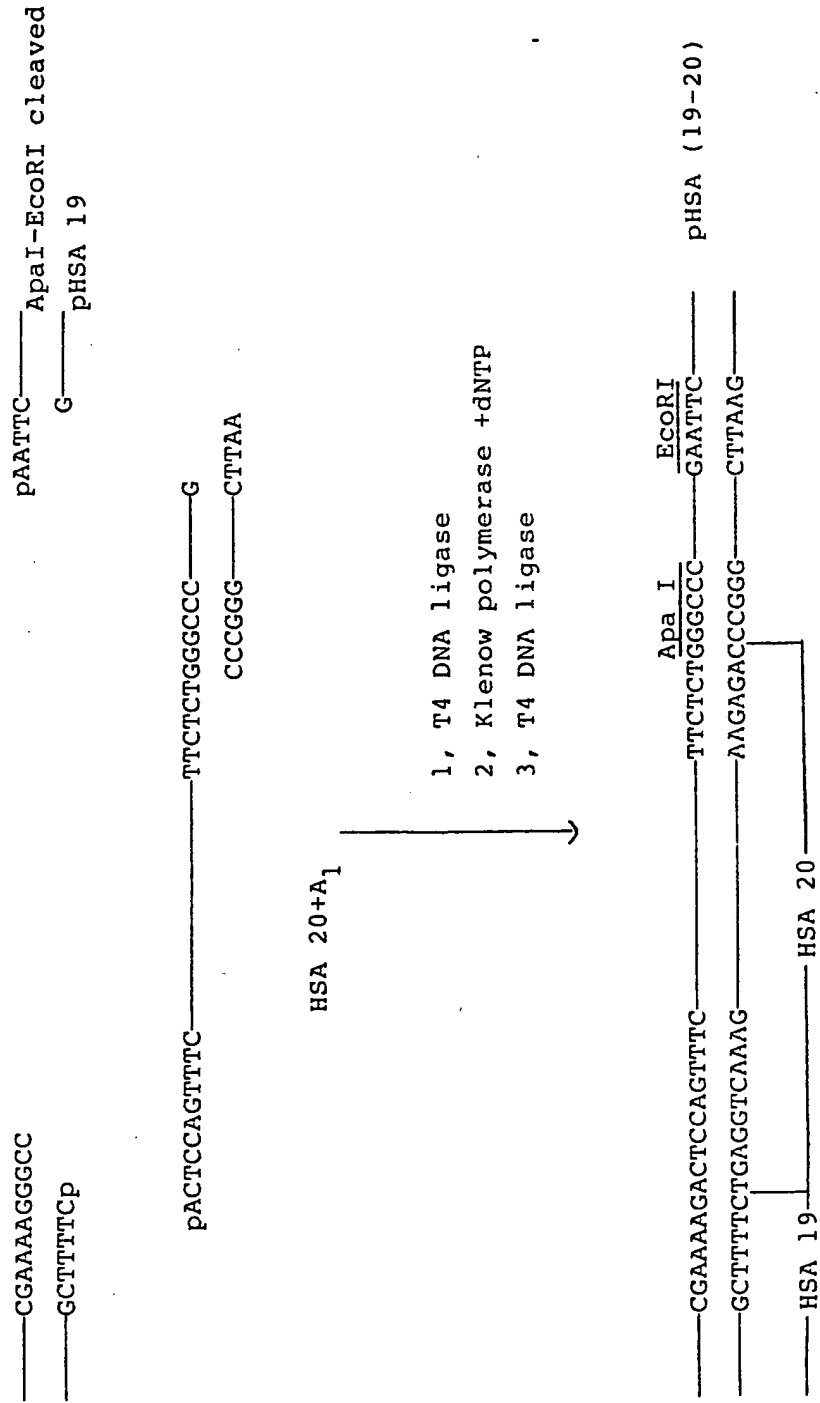 CGAAAAGGGCC pAATTC
ApaI-EcoRI cleaved
GCTTTTCp G
pHSA 19
pACTCCAGTTTC TTCTCTGGGCCC G
CCCGGG CTTAA
HSA 20+A1
1, T4 DNA ligase
2, Klenow polymerase +dNTP
3, T4 DNA ligase
Apa I EcoRI
CGAAAAGACTCCAGTTTC TTCTCTGGGCCC GAATTC
pHSA (19-20)
GCTTTTCTGAGGTCAAAG AAGAGACCCGGG CTTAAG
HSA 19 HSA 20